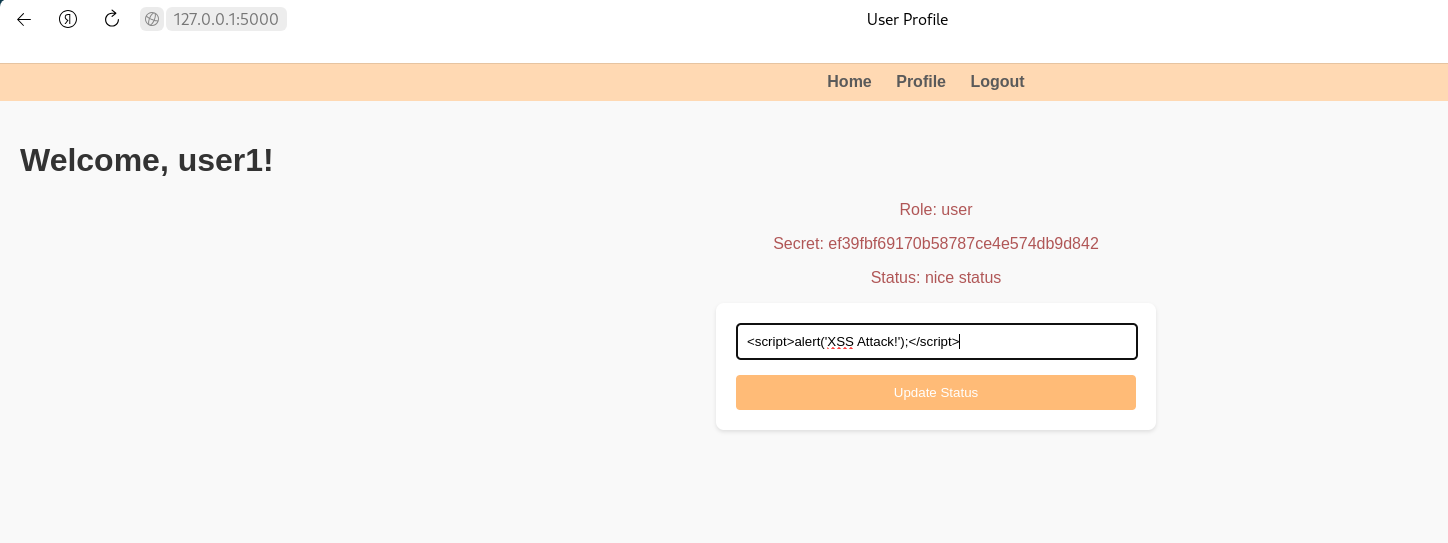 Я 127.0.0.1:5000 User Profile
Home Profile Logout
Welcome, user1!
Role: user
Secret: ef39fbf69170b58787ce4e574db9d842
Status: nice status
<script>alert('XSS Attack!');</script>
Update Status